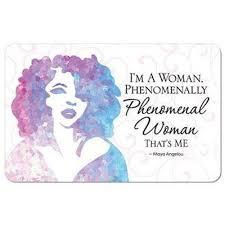 I'M A WOMAN,
PHENOMENALLY
Phenomenal
Woman
THAT'S ME
~ Maya Angelou